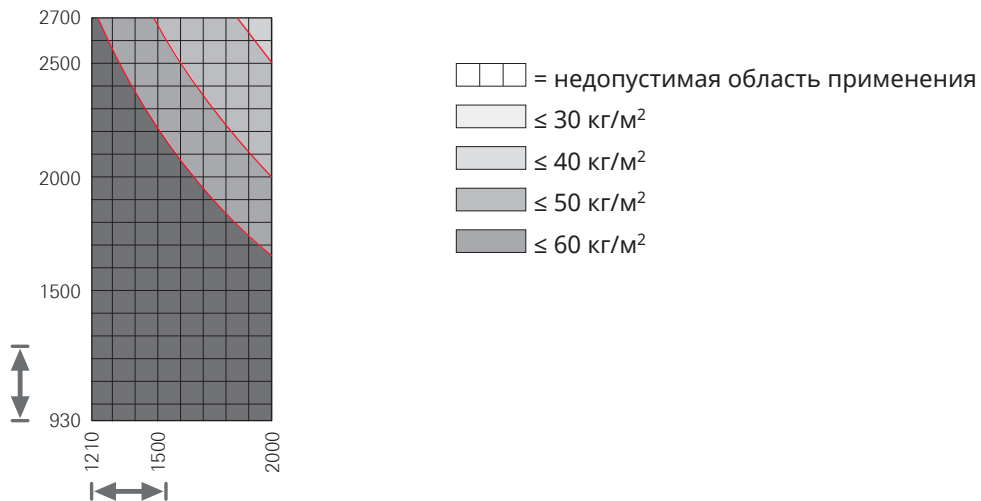 2700
2500
2000
1500
930
1210
1500
2000
= недопустимая область применения
≤ 30 кг/м²
≤ 40 кг/м²
≤ 50 кг/м²
≤ 60 кг/м²